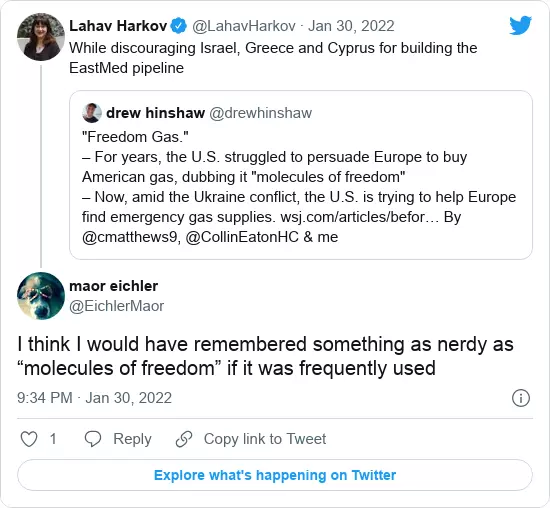 Lahav Harkov @LahavHarkov · Jan 30, 2022
While discouraging Israel, Greece and Cyprus for building the
EastMed pipeline
drew hinshaw @drewhinshaw
"Freedom Gas."
– For years, the U.S. struggled to persuade Europe to buy
American gas, dubbing it "molecules of freedom"
– Now, amid the Ukraine conflict, the U.S. is trying to help Europe
find emergency gas supplies. wsj.com/articles/befor… By
@cmatthews9, @CollinEatonHC & me
maor eichler
@EichlerMaor
I think I would have remembered something as nerdy as
“molecules of freedom” if it was frequently used
9:34 PM · Jan 30, 2022
1 Reply Copy link to Tweet
Explore what's happening on Twitter